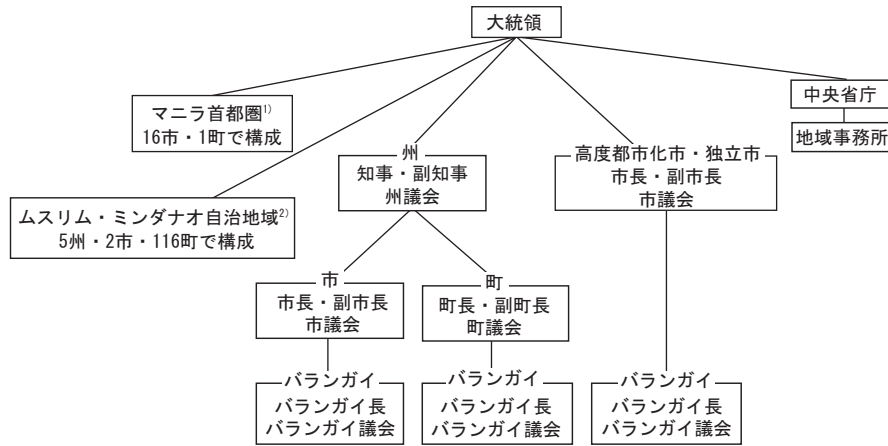 大統領
マニラ首都圏1)
16市・1町で構成
中央省庁
地域事務所
州
知事・副知事
州議会
高度都市化市・独立市
市長・副市長
市議会
ムスリム・ミンダナオ自治地域2)
5州・2市・116町で構成
市
市長・副市長
市議会
町
町長・副町長
町議会
バランガイ
バランガイ長
バランガイ議会
バランガイ
バランガイ長
バランガイ議会
バランガイ
バランガイ長
バランガイ議会